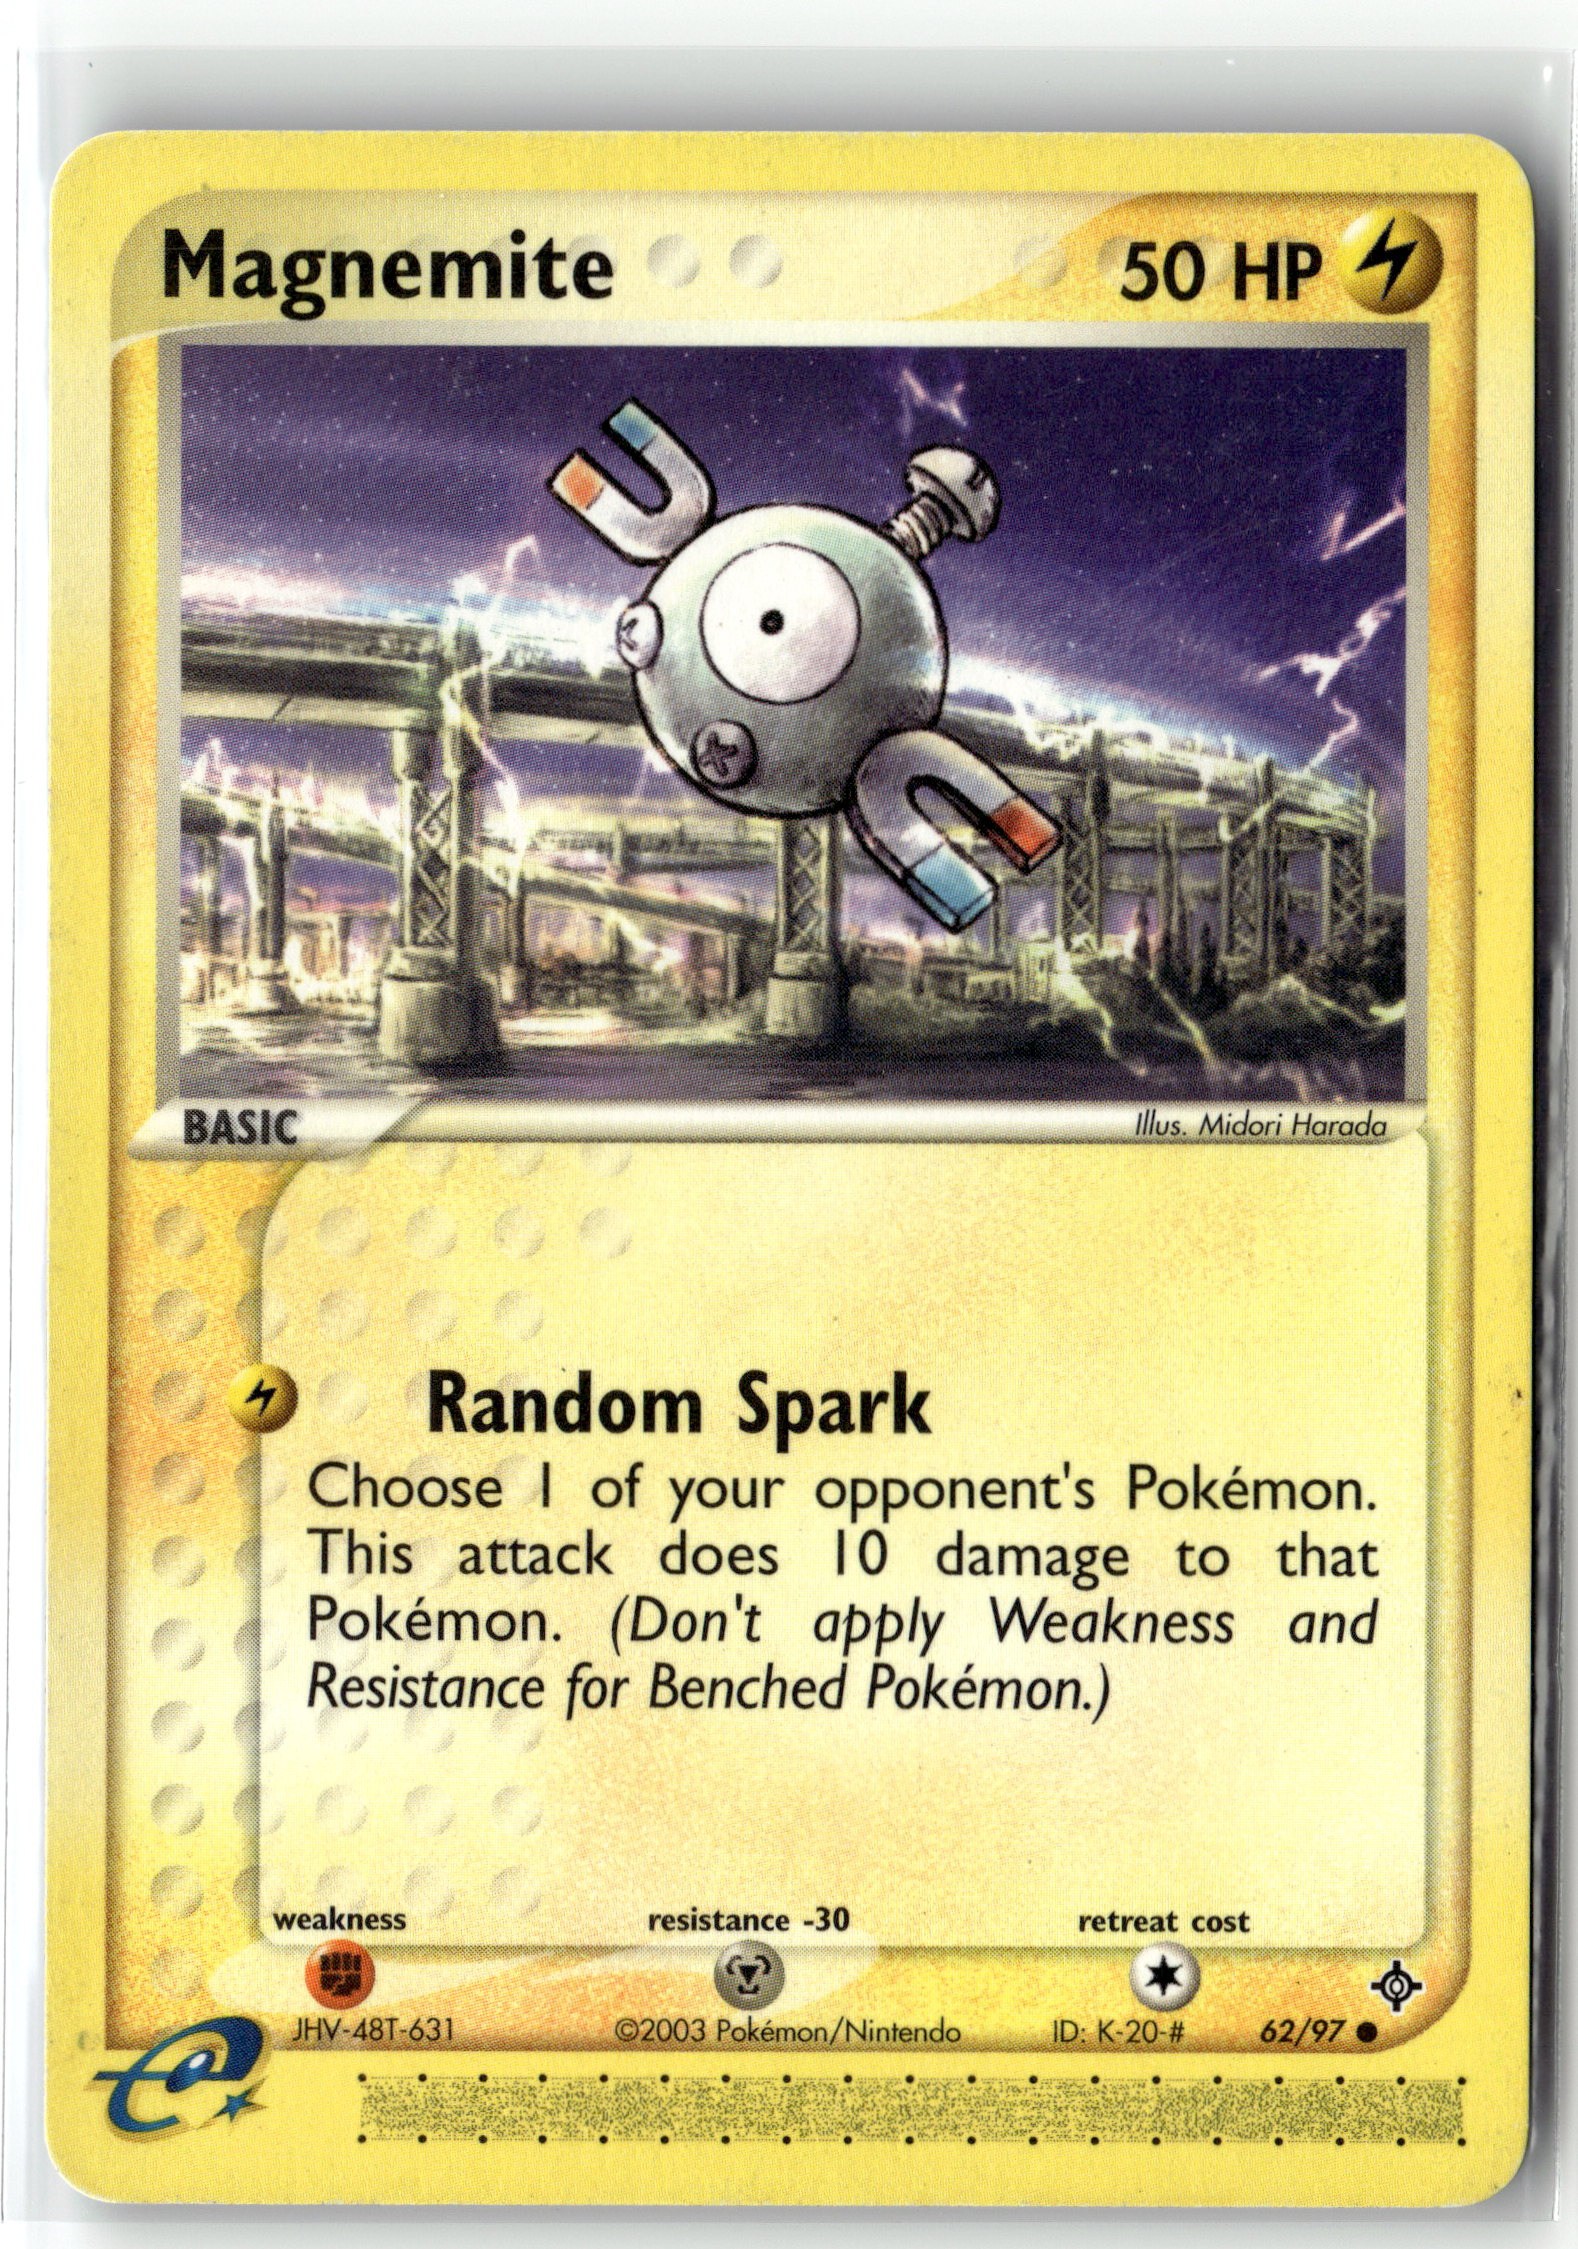 Magnemite
50 HP
BASIC
Illus. Midori Harada
Random Spark
Choose 1 of your opponent's Pokémon.
This attack does 10 damage to that
Pokémon. (Don't apply Weakness and
Resistance for Benched Pokémon.)
weakness
resistance -30
retreat cost
JHV-48T-631
©2003 Pokémon/Nintendo
ID: K-20-#
62/97